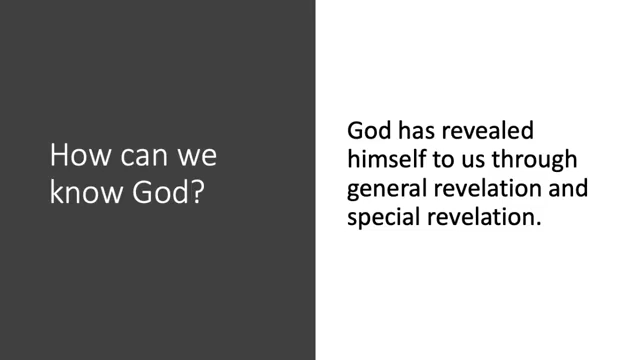 How can we
know God?
God has revealed
himself to us through
general revelation and
special revelation.